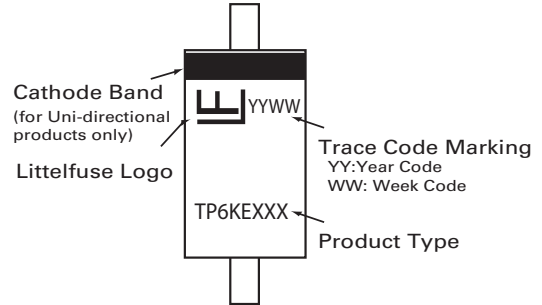 Cathode Band
(for Uni-directional
products only)
Littelfuse Logo
YYWW
Trace Code Marking
YY:Year Code
WW: Week Code
TP6KEXXX
Product Type